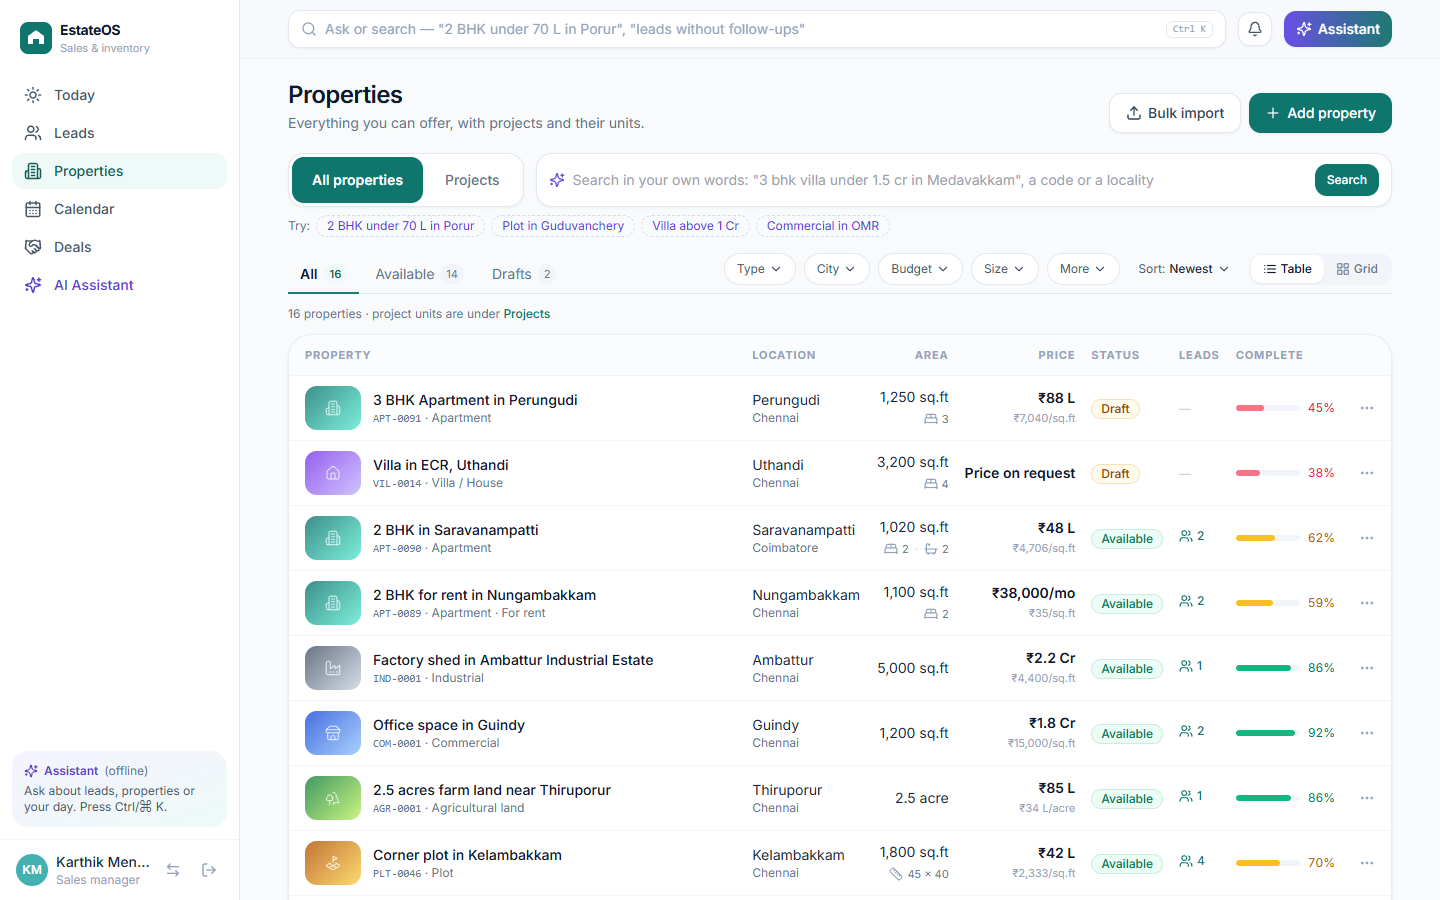 EstateOS
Sales & inventory
Today
Leads
Properties
Calendar
Deals
AI Assistant
Assistant (offline)
Ask about leads, properties or
your day. Press Ctrl/⌘ K.
KM
Karthik Men...
Sales manager
Ask or search — "2 BHK under 70 L in Porur", "leads without follow-ups"
Ctrl K
Assistant
Properties
Everything you can offer, with projects and their units.
Bulk import
Add property
All properties
Projects
Search in your own words: "3 bhk villa under 1.5 cr in Medavakkam", a code or a locality
Search
Try: 2 BHK under 70 L in Porur Plot in Guduvanchery Villa above 1 Cr Commercial in OMR
All 16 Available 14 Drafts 2
Type City Budget Size More Sort: Newest Table Grid
16 properties · project units are under Projects
PROPERTY LOCATION AREA PRICE STATUS LEADS COMPLETE
3 BHK Apartment in Perungudi Perungudi 1,250 sq.ft ₹88 L Draft — 45%
APT-0091 · Apartment Chennai 3 ₹7,040/sq.ft
Villa in ECR, Uthandi Uthandi 3,200 sq.ft Price on request Draft — 38%
VIL-0014 · Villa / House Chennai 4
2 BHK in Saravanampatti Saravanampatti 1,020 sq.ft ₹48 L Available 2 62%
APT-0090 · Apartment Coimbatore 2 · 2 ₹4,706/sq.ft
2 BHK for rent in Nungambakkam Nungambakkam 1,100 sq.ft ₹38,000/mo Available 2 59%
APT-0089 · Apartment · For rent Chennai 2 ₹35/sq.ft
Factory shed in Ambattur Industrial Estate Ambattur 5,000 sq.ft ₹2.2 Cr Available 1 86%
IND-0001 · Industrial Chennai ₹4,400/sq.ft
Office space in Guindy Guindy 1,200 sq.ft ₹1.8 Cr Available 2 92%
COM-0001 · Commercial Chennai ₹15,000/sq.ft
2.5 acres farm land near Thiruporur Thiruporur 2.5 acre ₹85 L Available 1 86%
AGR-0001 · Agricultural land Chennai ₹34 L/acre
Corner plot in Kelambakkam Kelambakkam 1,800 sq.ft ₹42 L Available 4 70%
PLT-0046 · Plot Chennai 45 × 40 ₹2,333/sq.ft